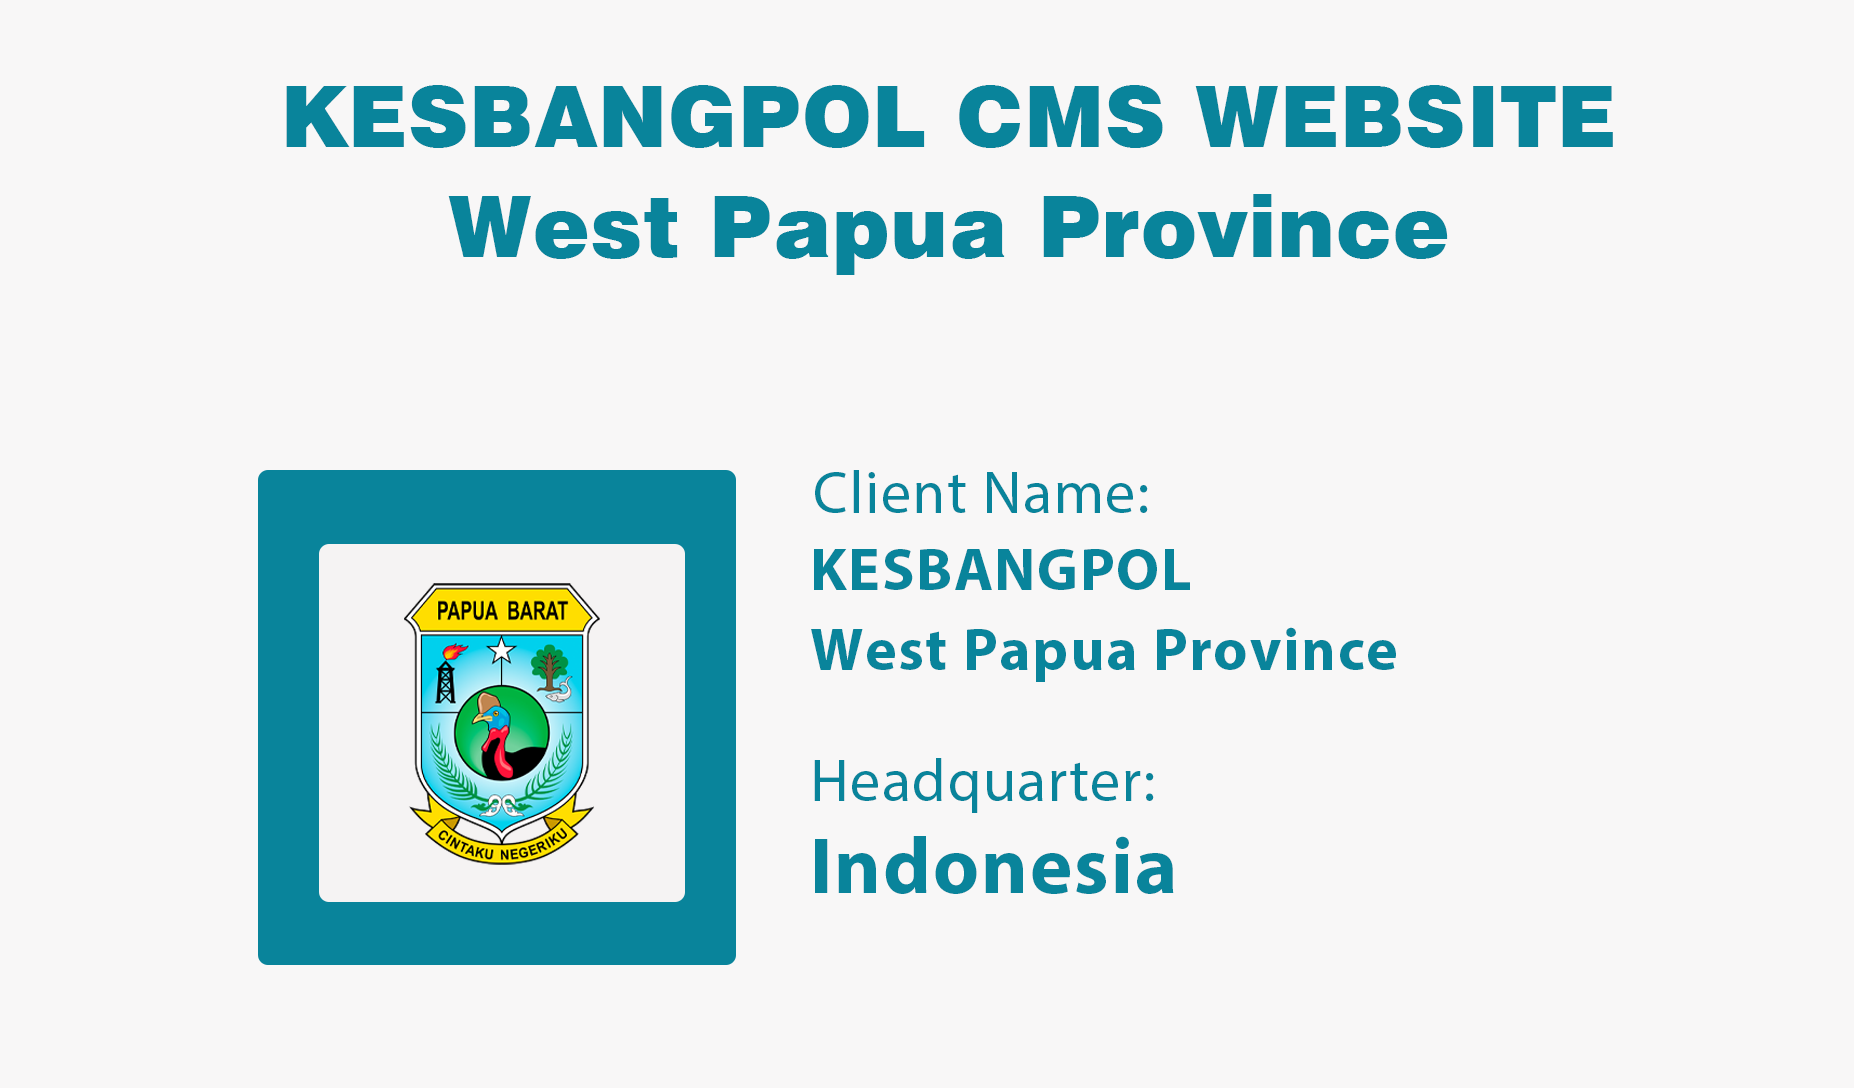 KESBANGPOL CMS WEBSITE
West Papua Province
PAPUA BARAT
CINTAKU NEGERIKU
Client Name:
KESBANGPOL
West Papua Province
Headquarter:
Indonesia